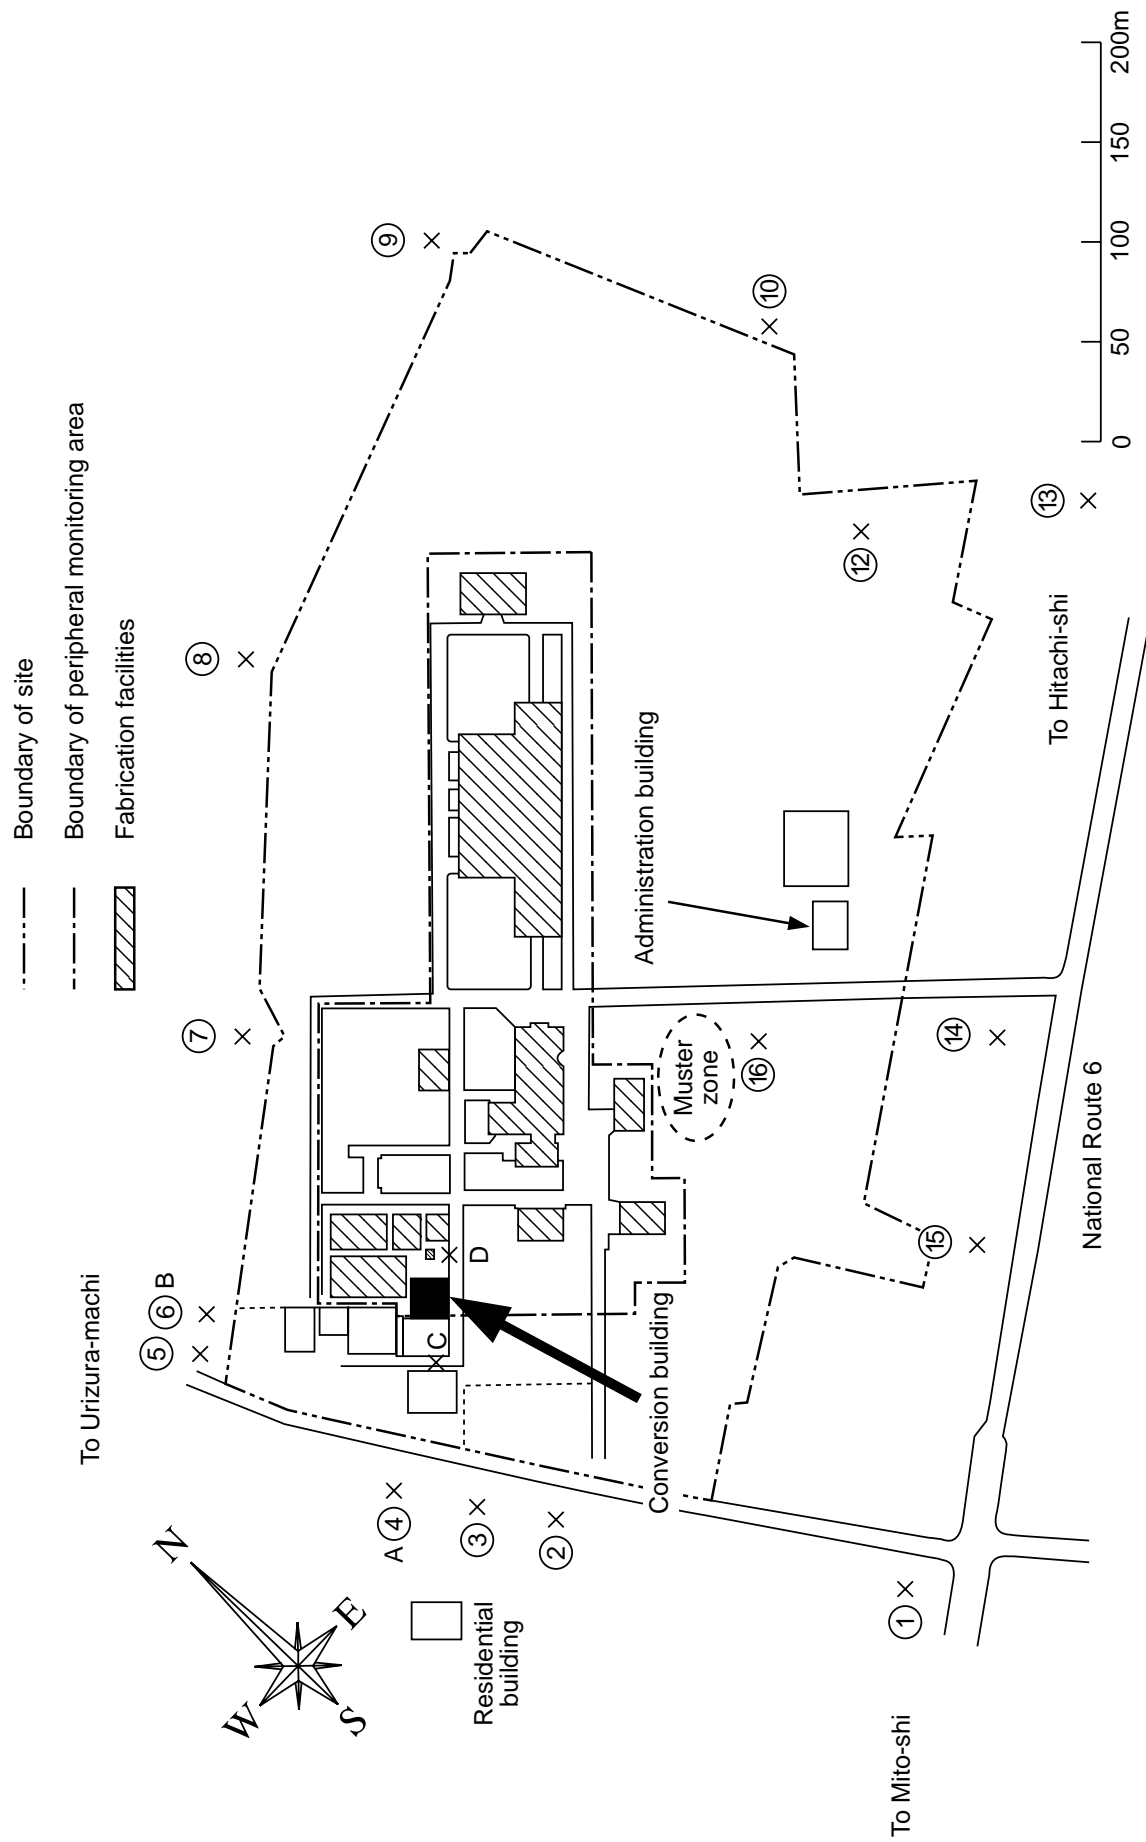 Boundary of site
Boundary of peripheral monitoring area
Fabrication facilities
To Urizura-machi
5
6 B
7
8
9
A 4
3
2
1
N
E
S
W
Residential
building
C
D
Conversion building
Administration building
Muster
zone
16
10
12
13
14
15
To Hitachi-shi
National Route 6
To Mito-shi
0 50 100 150 200m